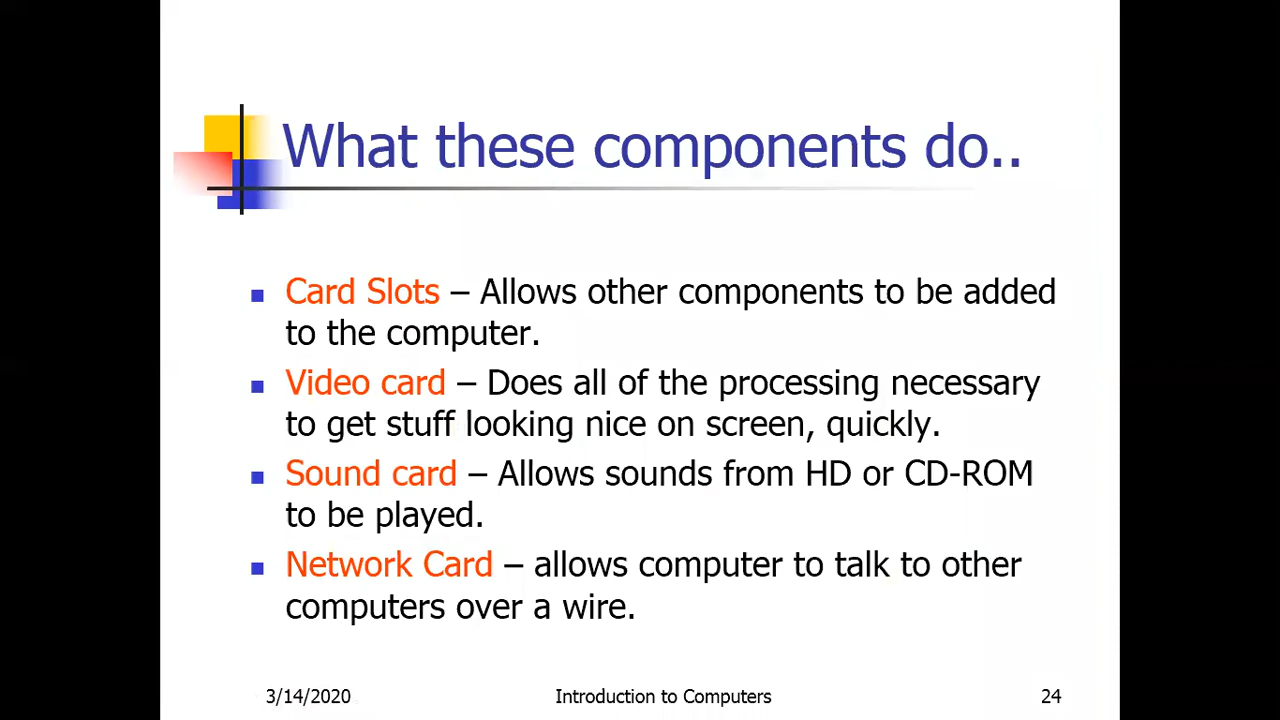 What these components do..
Card Slots – Allows other components to be added
to the computer.
Video card – Does all of the processing necessary
to get stuff looking nice on screen, quickly.
Sound card – Allows sounds from HD or CD-ROM
to be played.
Network Card – allows computer to talk to other
computers over a wire.
3/14/2020 Introduction to Computers 24